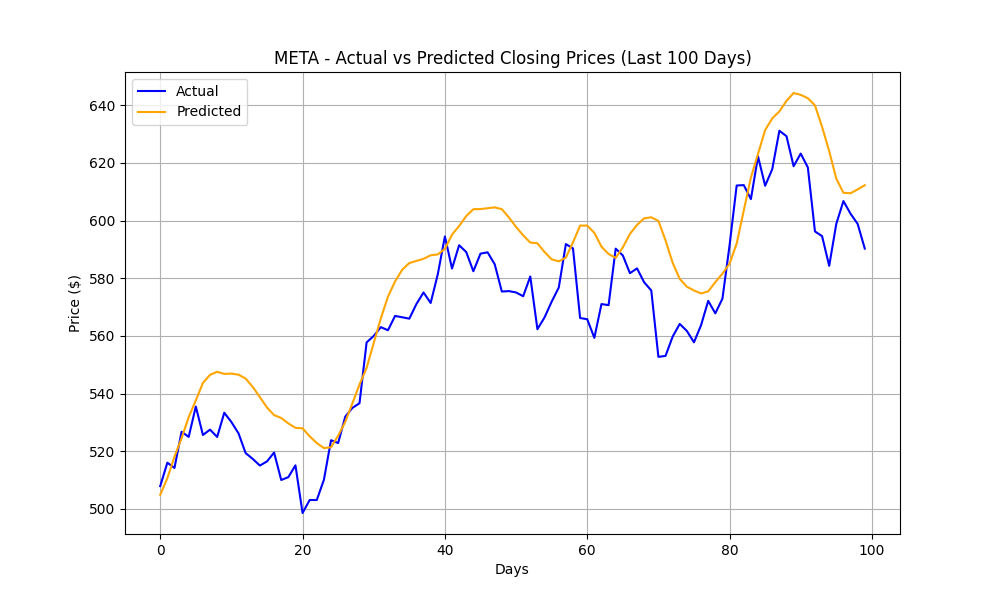 META - Actual vs Predicted Closing Prices (Last 100 Days)
Actual
Predicted
Price ($)
640
620
600
580
560
540
520
500
0 20 40 60 80 100
Days